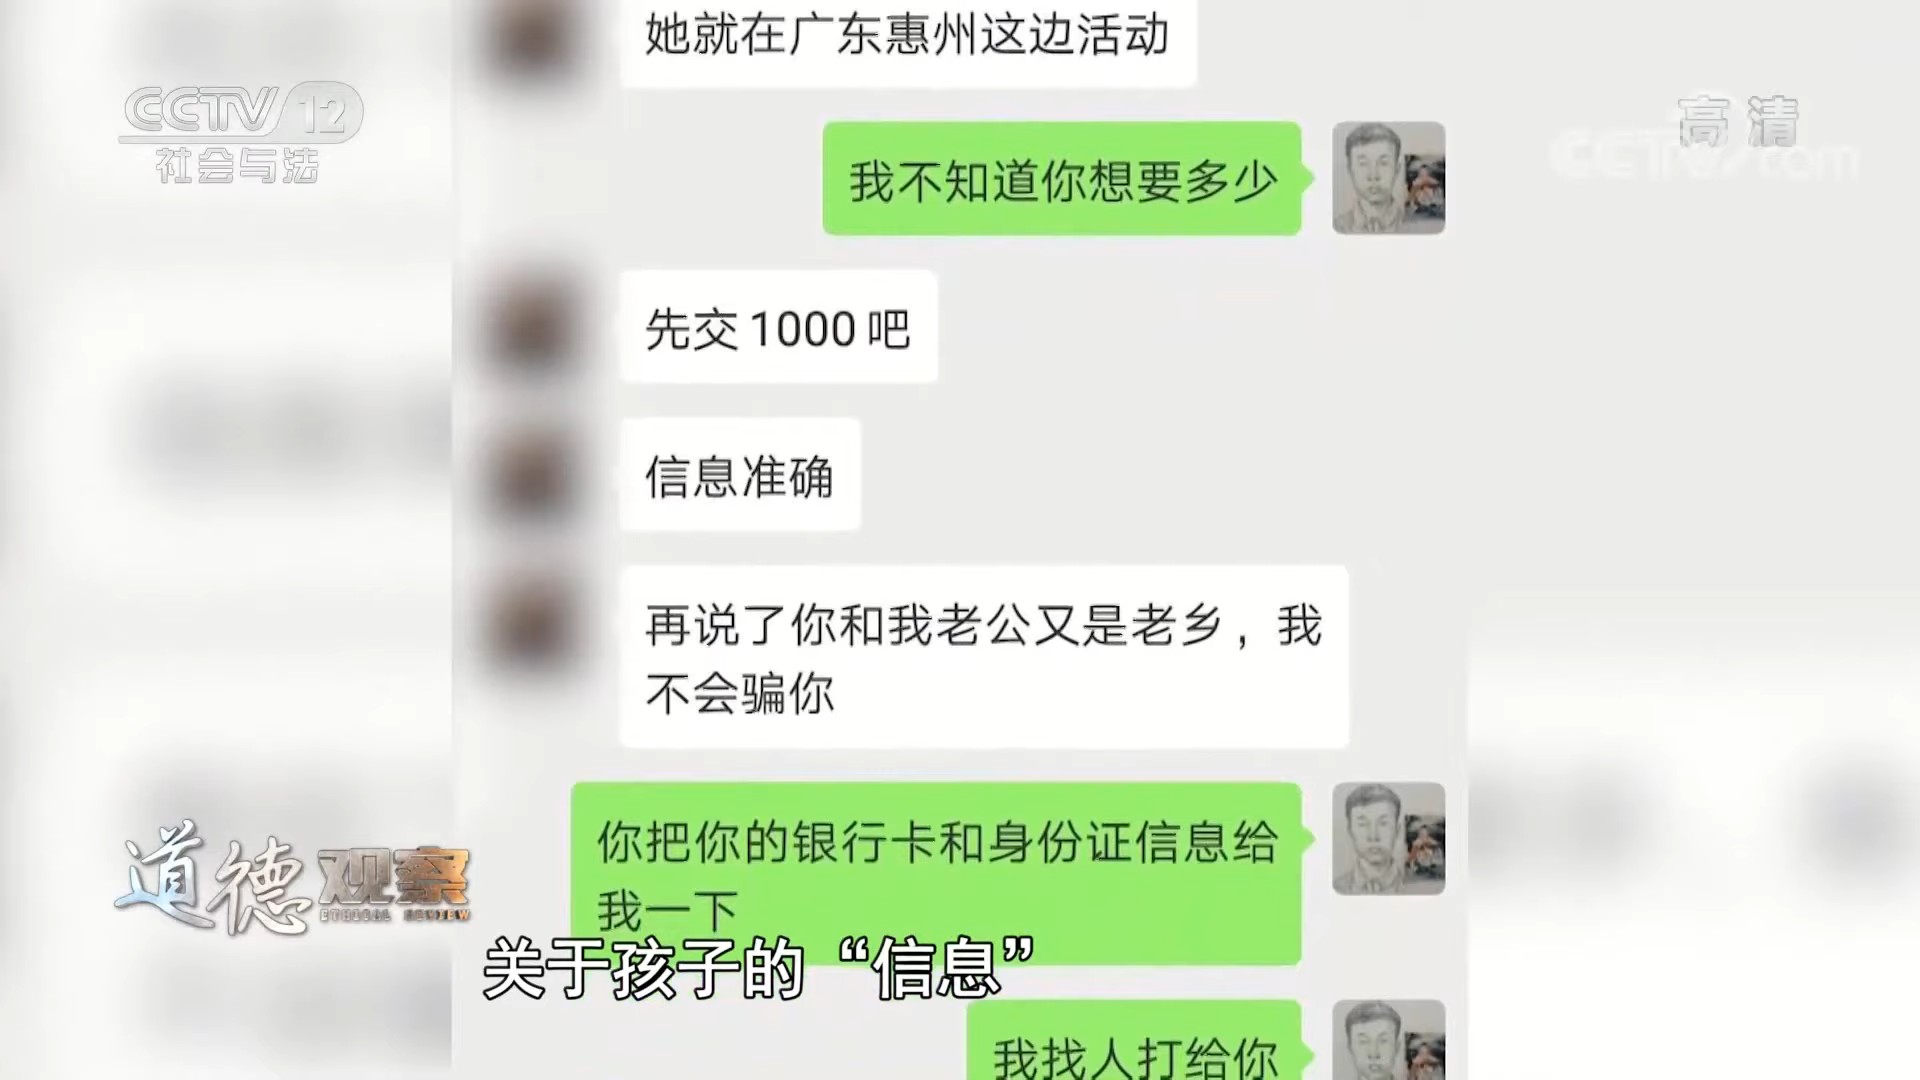 她就在广东惠州这边活动
CCTV 12
社会与法
高清
CCTV.com
我不知道你想要多少
先交1000吧
信息准确
再说了你和我老公又是老乡，我
不会骗你
你把你的银行卡和身份证信息给
我一下
道德观察
ETHICAL REVIEW
关于孩子的“信息”
我找人打给你